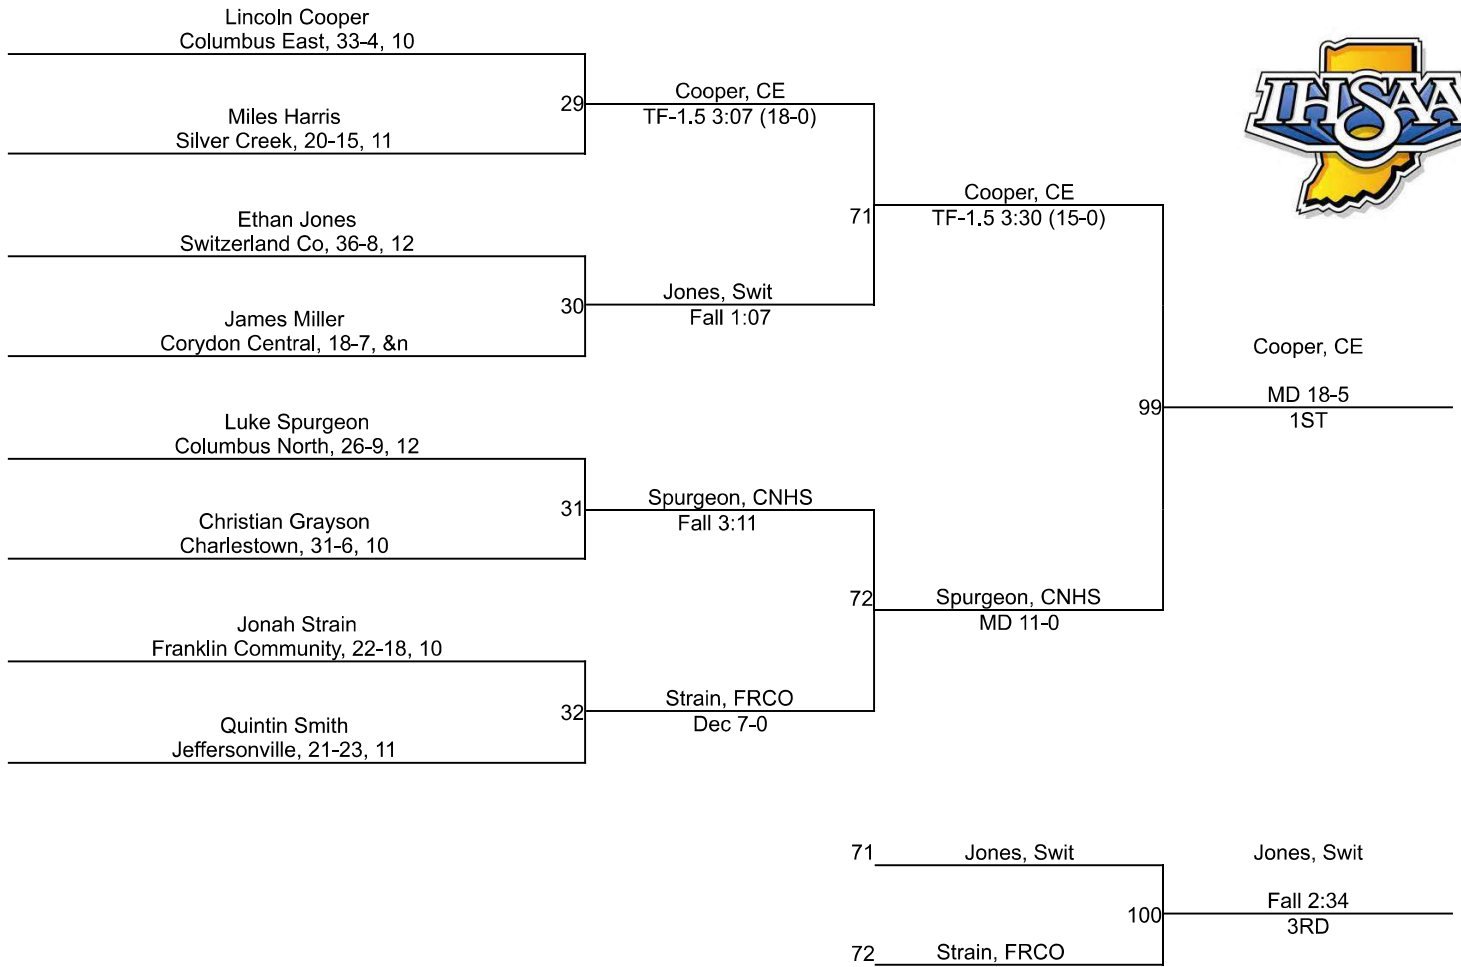 Lincoln Cooper
Columbus East, 33-4, 10
Miles Harris
Silver Creek, 20-15, 11
29
Cooper, CE
TF-1.5 3:07 (18-0)
Ethan Jones
Switzerland Co, 36-8, 12
James Miller
Corydon Central, 18-7, &n
30
Jones, Swit
Fall 1:07
71
Cooper, CE
TF-1.5 3:30 (15-0)
Luke Spurgeon
Columbus North, 26-9, 12
Christian Grayson
Charlestown, 31-6, 10
31
Spurgeon, CNHS
Fall 3:11
Jonah Strain
Franklin Community, 22-18, 10
Quintin Smith
Jeffersonville, 21-23, 11
32
Strain, FRCO
Dec 7-0
72
Spurgeon, CNHS
MD 11-0
99
Cooper, CE
MD 18-5
1ST
IHSAA
71
Jones, Swit
72
Strain, FRCO
100
Jones, Swit
Fall 2:34
3RD